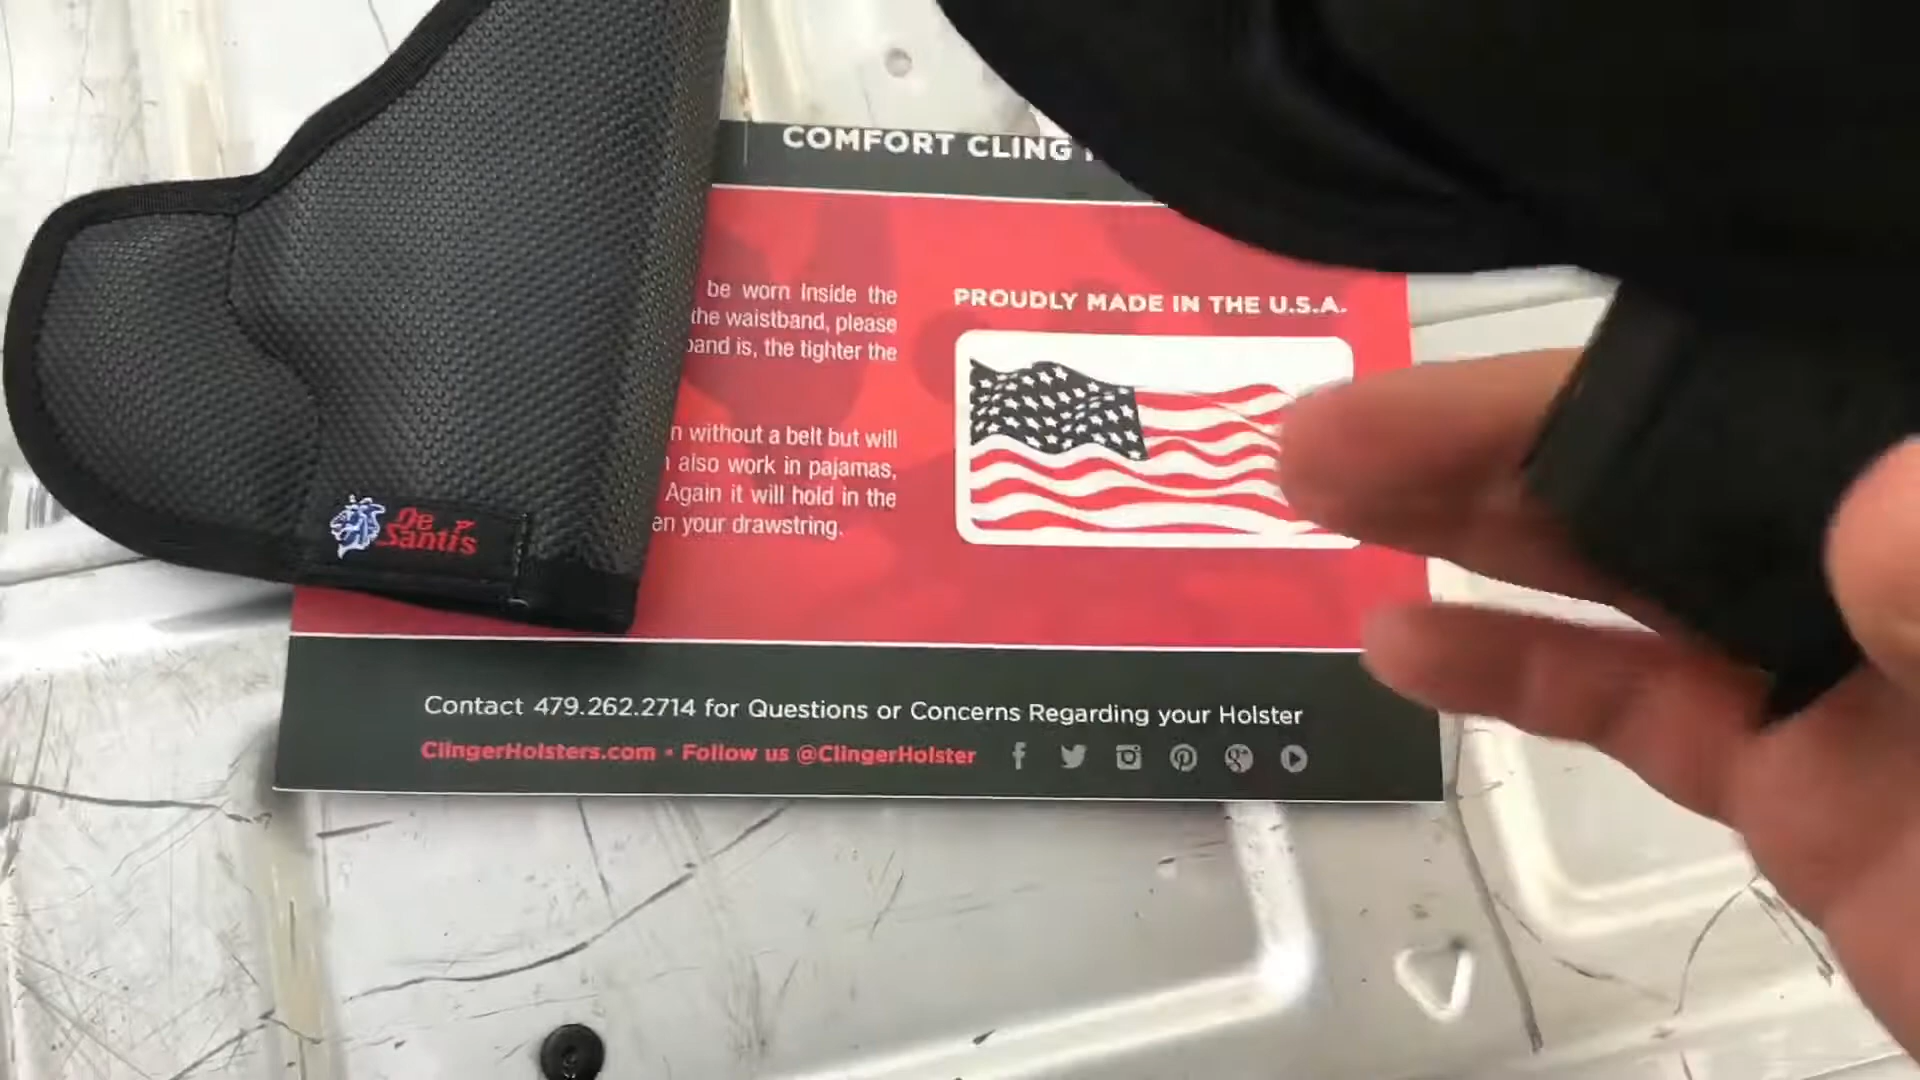 COMFORT CLING
be worn inside the
the waistband, please
band is, the tighter the
PROUDLY MADE IN THE U.S.A.
without a belt but will
also work in pajamas,
Again it will hold in the
your drawstring.
De
Santis
Contact 479.262.2714 for Questions or Concerns Regarding your Holster
ClingerHolsters.com • Follow us @ClingerHolster